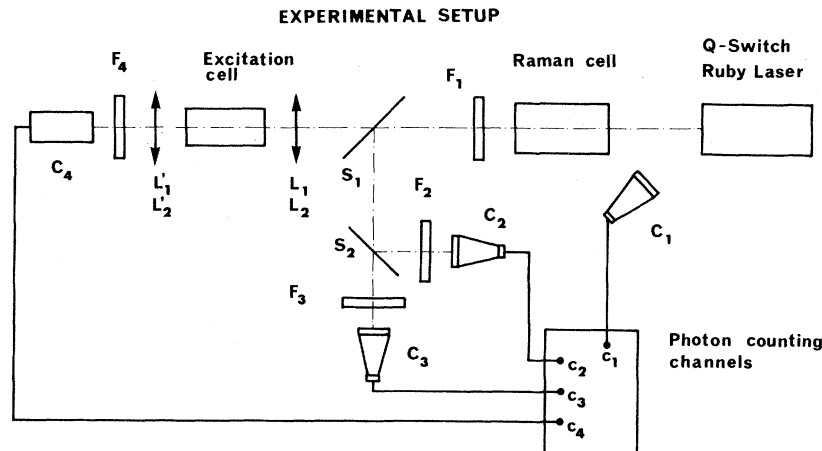 EXPERIMENTAL SETUP
Q-Switch
Ruby Laser
Raman cell
Excitation
cell
F4
F1
C4
L'1
L'2
L1
L2
S1
F2
C2
C1
S2
F3
C3
Photon counting
channels
c1
c2
c3
c4